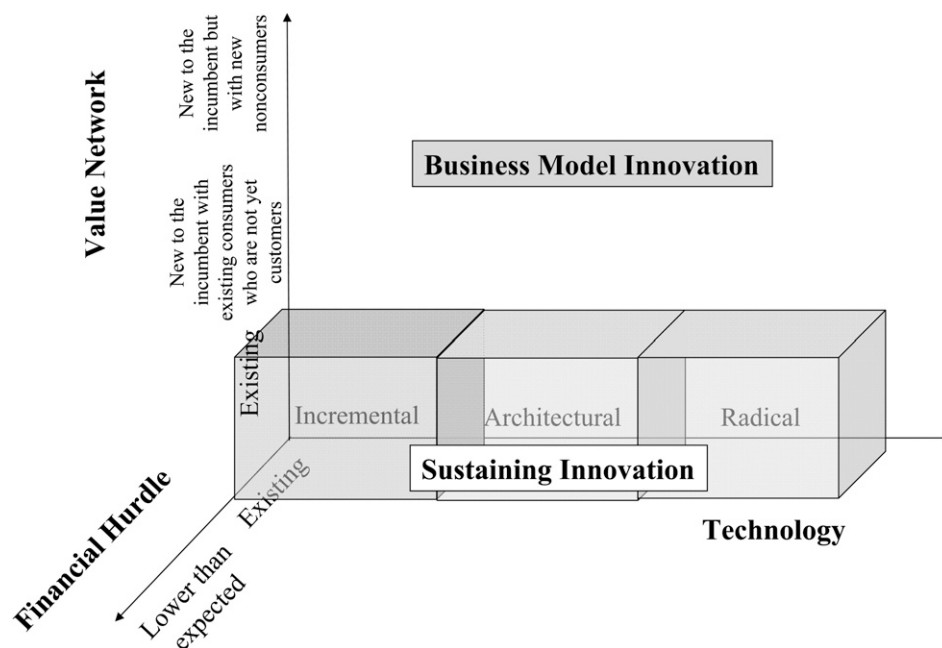 Value Network
New to the
incumbent but
with new
nonconsumers
New to the
incumbent with
existing consumers
who are not yet
customers
Existing
Business Model Innovation
Incremental
Architectural
Radical
Sustaining Innovation
Technology
Existing
Lower than
expected
Financial Hurdle